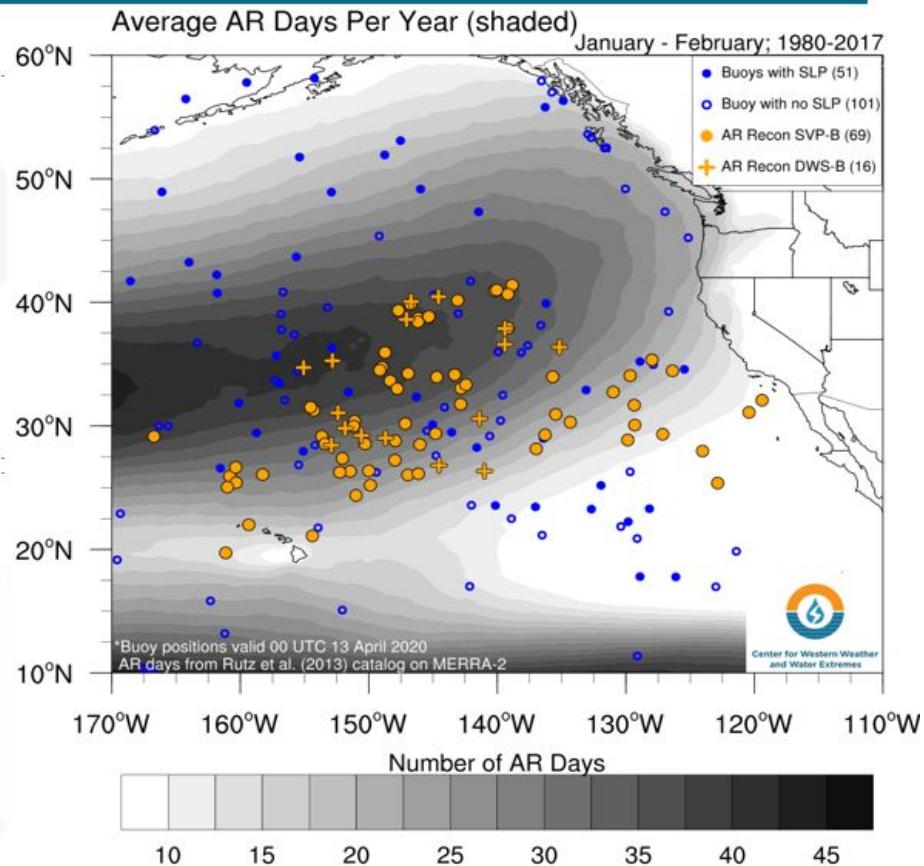 Average AR Days Per Year (shaded)
January - February; 1980-2017
60°N
50°N
40°N
30°N
20°N
10°N
Buoys with SLP (51)
Buoy with no SLP (101)
AR Recon SVP-B (69)
AR Recon DWS-B (16)
*Buoy positions valid 00 UTC 13 April 2020
AR days from Rutz et al. (2013) catalog on MERRA-2
Center for Western Weather
and Water Extremes
170°W 160°W 150°W 140°W 130°W 120°W 110°W
Number of AR Days
10 15 20 25 30 35 40 45